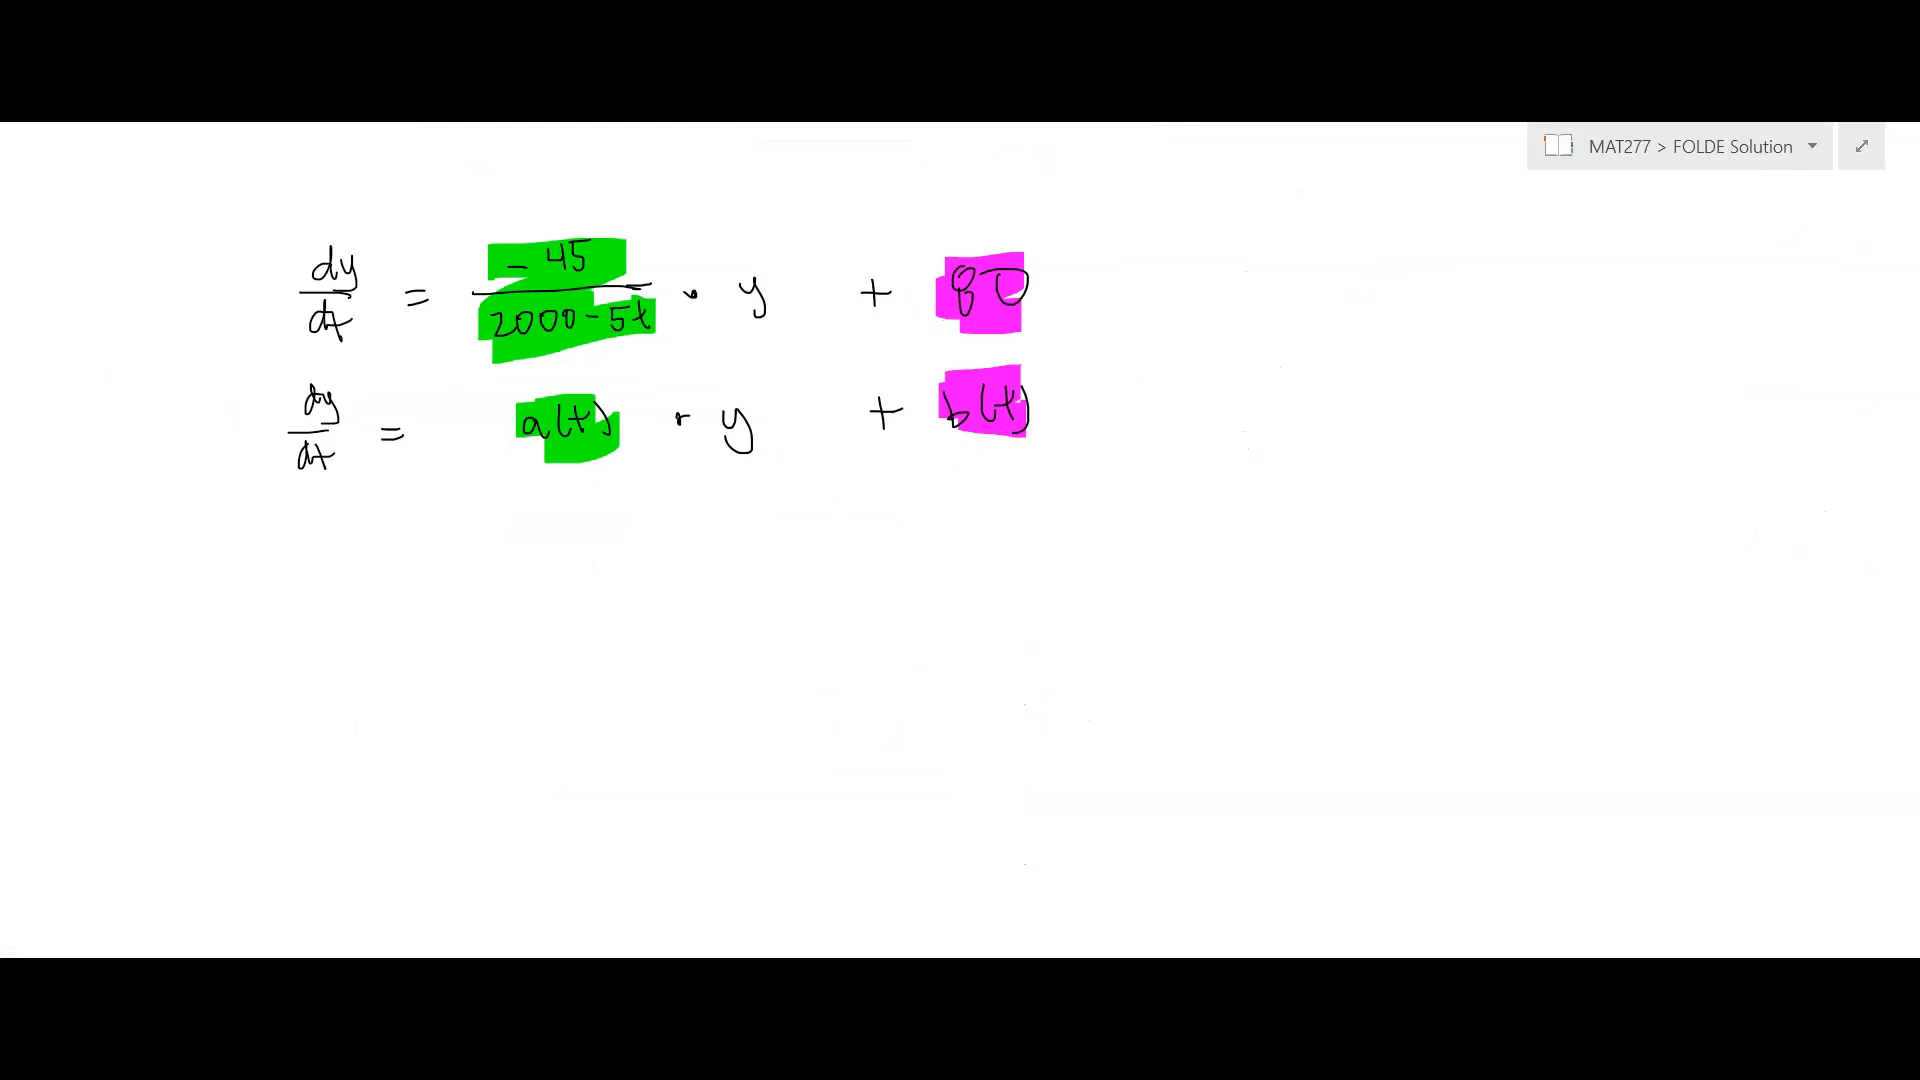 MAT277 > FOLDE Solution
dy/dt = -45/(2000-5t) · y + 80
dy/dt = a(t) · y + b(t)